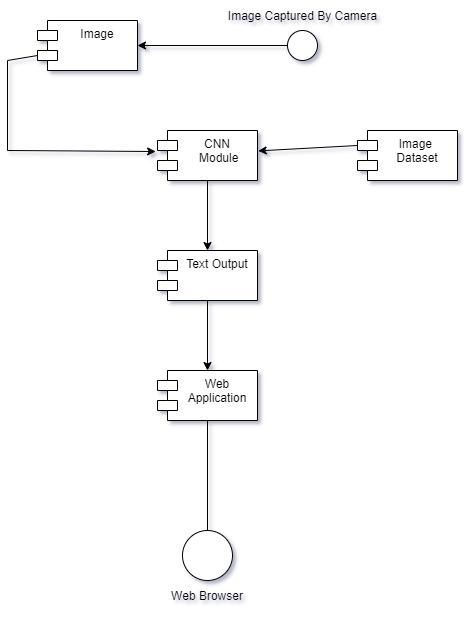 Image Captured By Camera
Image
CNN
Module
Image
Dataset
Text Output
Web
Application
Web Browser